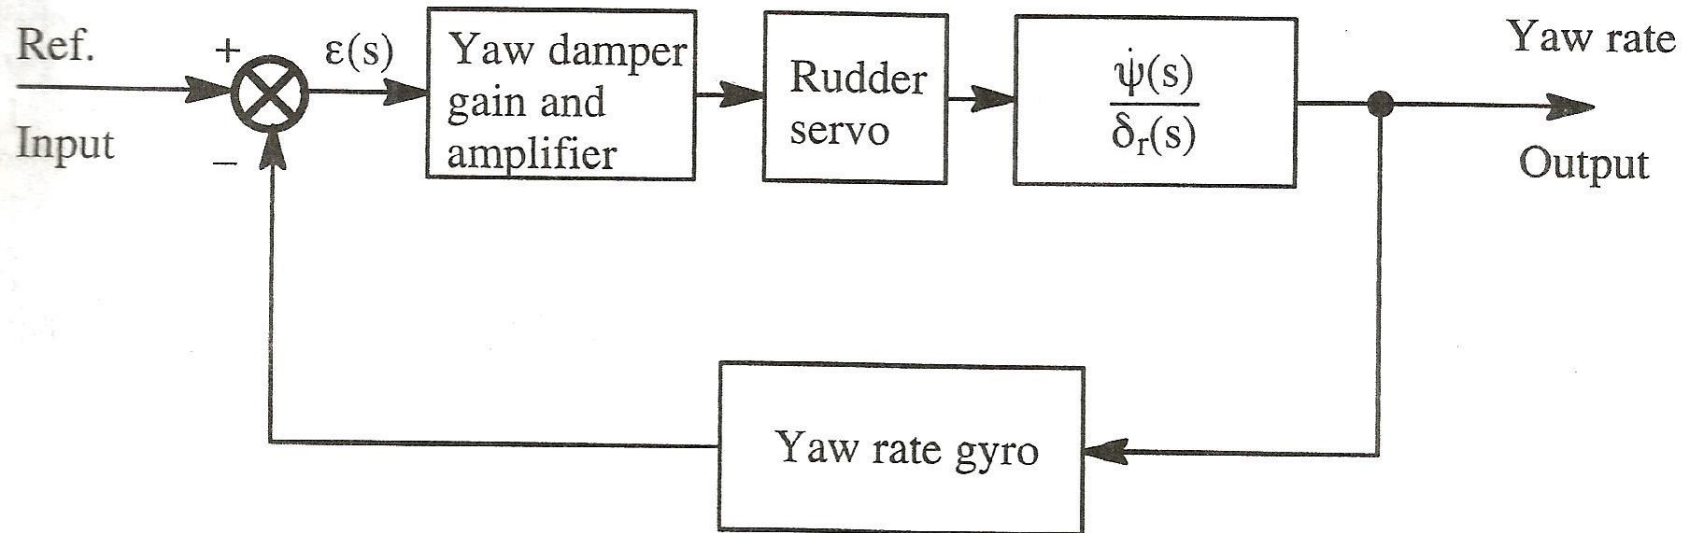 Ref.
Input
+
−
ε(s)
Yaw damper
gain and
amplifier
Rudder
servo
ψ̇(s)
δr(s)
Yaw rate
Output
Yaw rate gyro